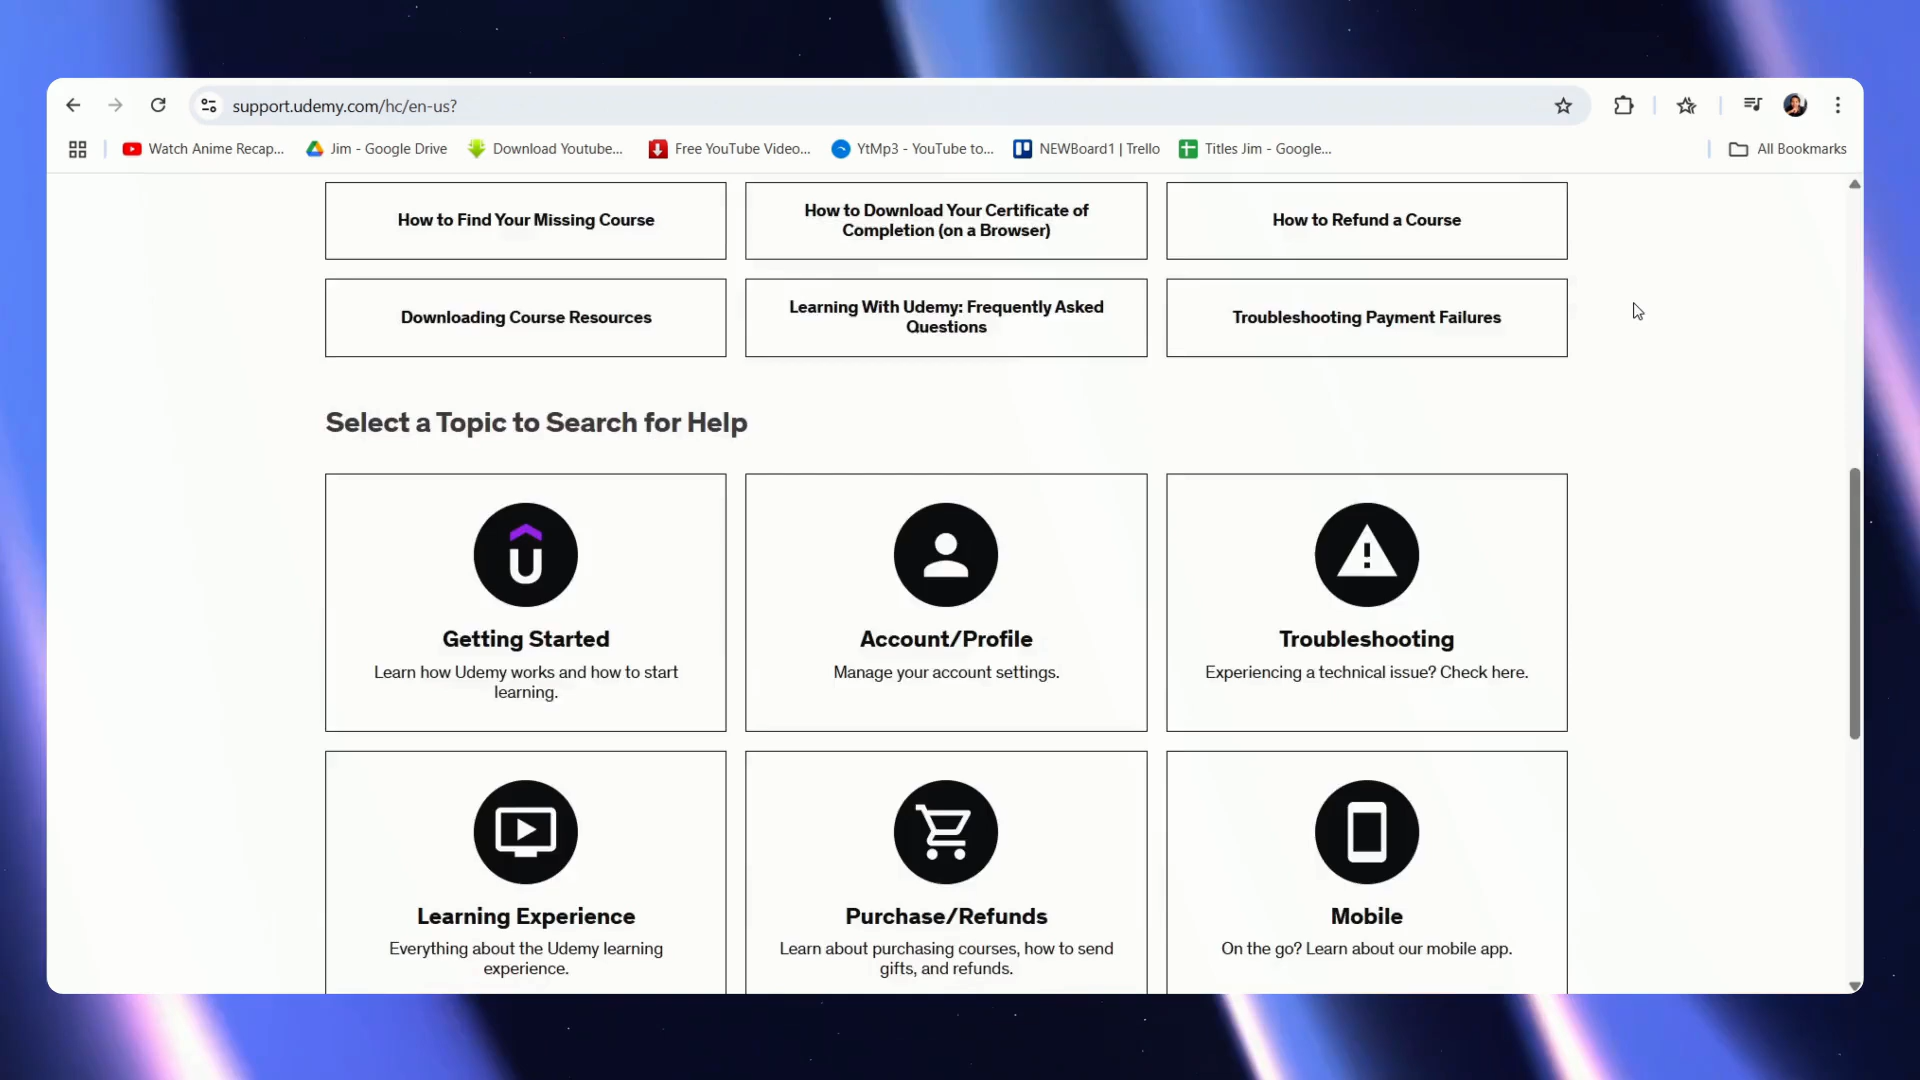 support.udemy.com/hc/en-us?
Watch Anime Recap...
Jim - Google Drive
Download Youtube...
Free YouTube Video...
YtMp3 - YouTube to...
NEWBoard1 | Trello
Titles Jim - Google...
All Bookmarks
How to Find Your Missing Course
How to Download Your Certificate of
Completion (on a Browser)
How to Refund a Course
Downloading Course Resources
Learning With Udemy: Frequently Asked
Questions
Troubleshooting Payment Failures
Select a Topic to Search for Help
Getting Started
Learn how Udemy works and how to start
learning.
Account/Profile
Manage your account settings.
Troubleshooting
Experiencing a technical issue? Check here.
Learning Experience
Everything about the Udemy learning
experience.
Purchase/Refunds
Learn about purchasing courses, how to send
gifts, and refunds.
Mobile
On the go? Learn about our mobile app.